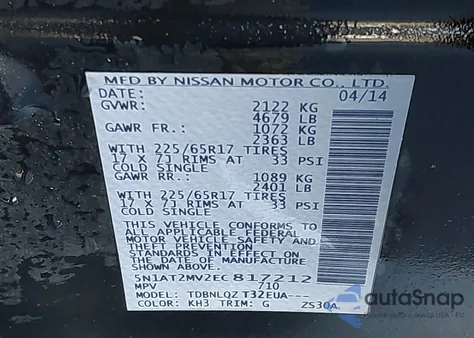 MFD BY NISSAN MOTOR CO., LTD.
DATE: 04/14
GVWR: 2122 KG
4679 LB
GAWR FR.: 1072 KG
2363 LB
WITH 225/65R17 TIRES
17 X 7J RIMS AT 33 PSI
COLD SINGLE
GAWR RR.: 1089 KG
2401 LB
WITH 225/65R17 TIRES
17 X 7J RIMS AT 33 PSI
COLD SINGLE
THIS VEHICLE CONFORMS TO
ALL APPLICABLE FEDERAL
MOTOR VEHICLE SAFETY AND
THEFT PREVENTION
STANDARDS IN EFFECT ON
THE DATE OF MANUFACTURE
SHOWN ABOVE
5N1AT2MV2EC817212
MPV 710
MODEL: TDBNLQZ T32EUA---
COLOR: KH3 TRIM: G ZS30A
autoSnap